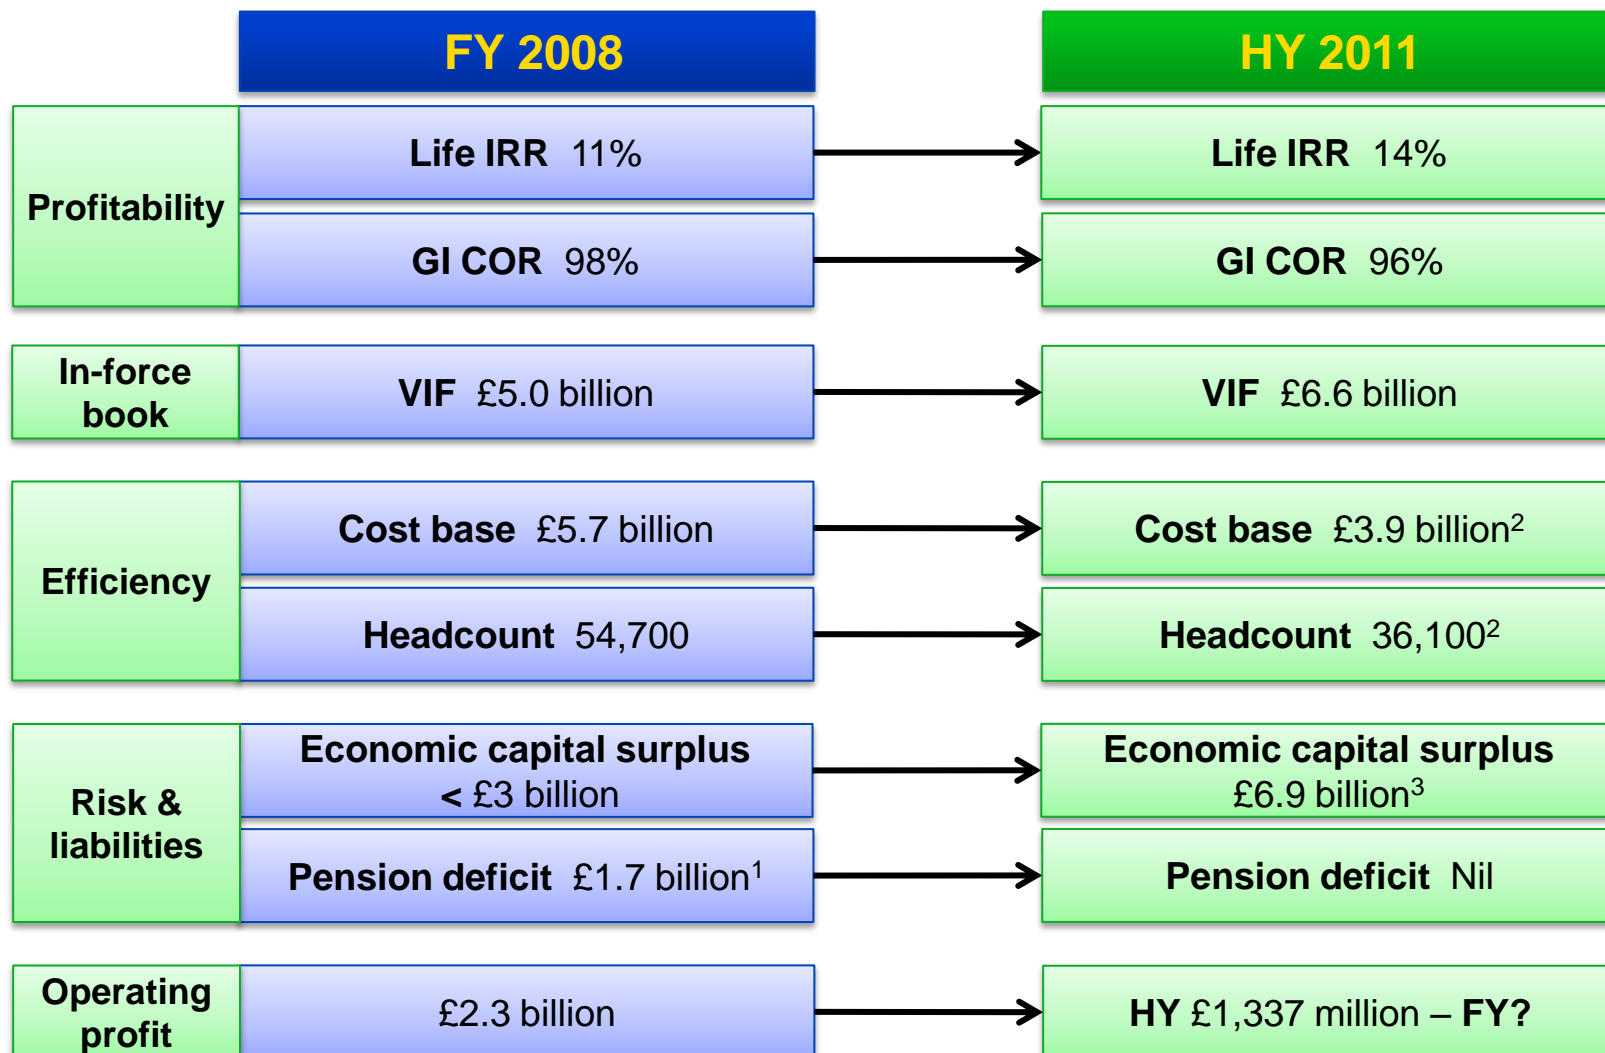 FY 2008
HY 2011
Profitability
Life IRR 11%
Life IRR 14%
GI COR 98%
GI COR 96%
In-force
book
VIF £5.0 billion
VIF £6.6 billion
Efficiency
Cost base £5.7 billion
Cost base £3.9 billion²
Headcount 54,700
Headcount 36,100²
Risk &
liabilities
Economic capital surplus
< £3 billion
Economic capital surplus
£6.9 billion³
Pension deficit £1.7 billion¹
Pension deficit Nil
Operating
profit
£2.3 billion
HY £1,337 million – FY?